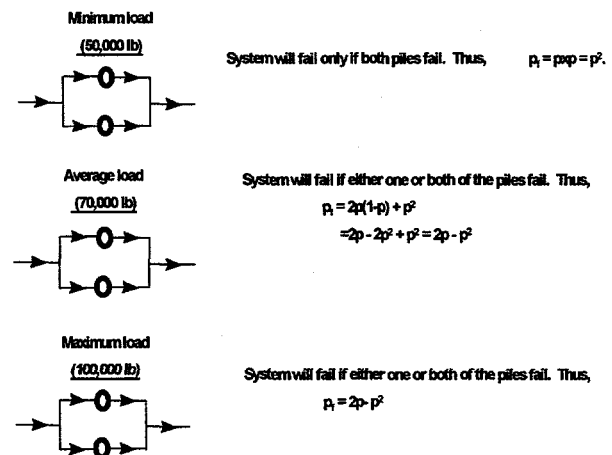 Minimum load
(50,000 lb)
System will fail only if both piles fail. Thus, pf = pxp = p².
Average load
(70,000 lb)
System will fail if either one or both of the piles fail. Thus,
pf = 2p(1-p) + p²
=2p - 2p² + p² = 2p - p²
Maximum load
(100,000 lb)
System will fail if either one or both of the piles fail. Thus,
pf = 2p- p²